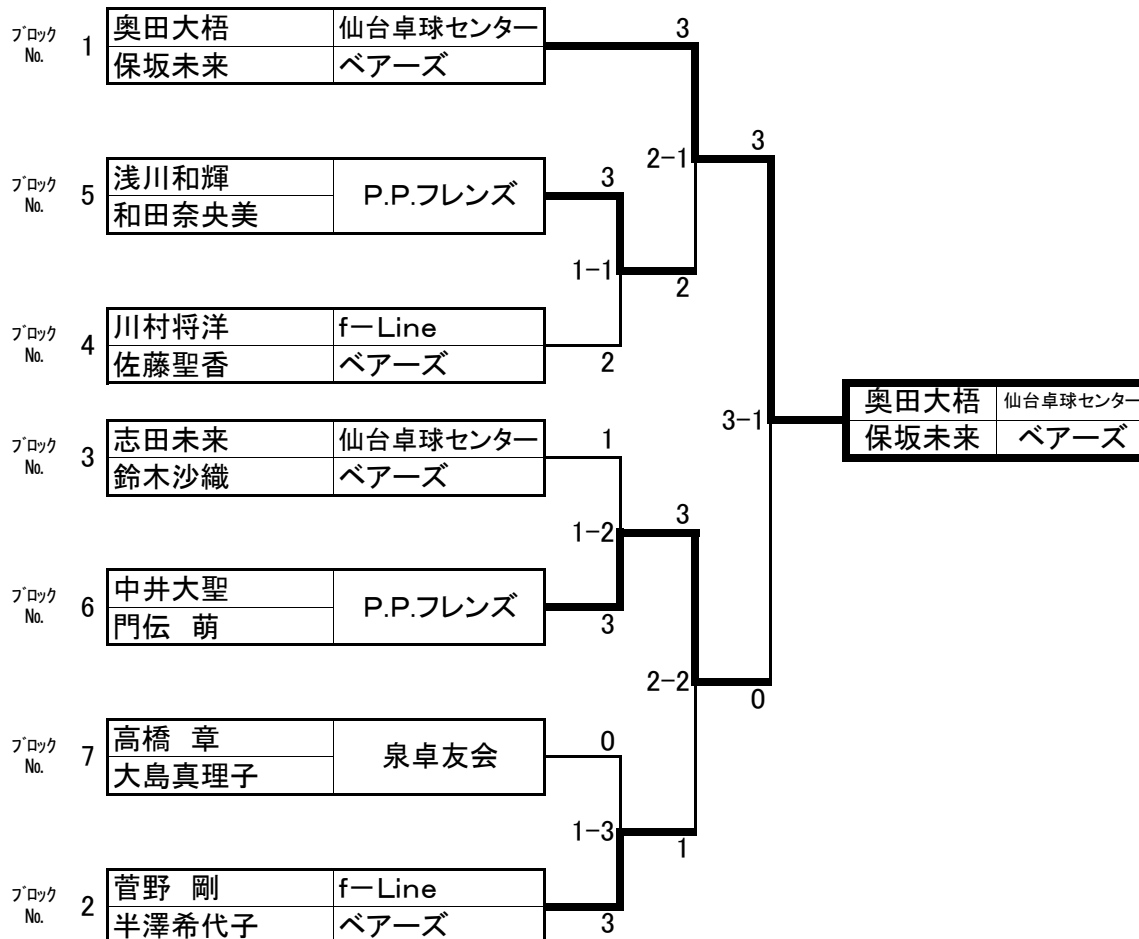 ブロック No. 1 奥田大梧 仙台卓球センター
保坂未来 ベアーズ
3
3
2-1
ブロック No. 5 浅川和輝 P.P.フレンズ
和田奈央美
3
1-1
2
ブロック No. 4 川村将洋 f－Line
佐藤聖香 ベアーズ
2
奥田大梧 仙台卓球センター
保坂未来 ベアーズ
3-1
ブロック No. 3 志田未来 仙台卓球センター
鈴木沙織 ベアーズ
1
3
1-2
ブロック No. 6 中井大聖 P.P.フレンズ
門伝 萌
3
2-2
0
ブロック No. 7 高橋 章 泉卓友会
大島真理子
0
1-3
1
ブロック No. 2 菅野 剛 f－Line
半澤希代子 ベアーズ
3